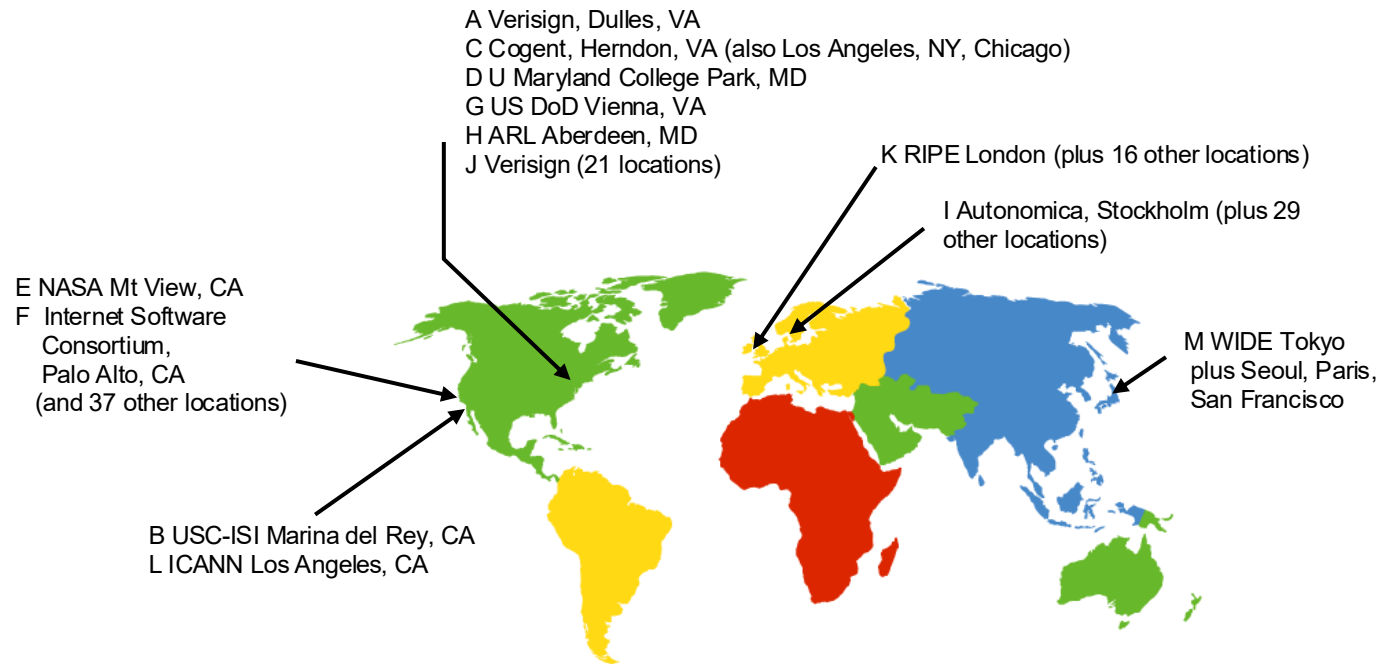 A Verisign, Dulles, VA
C Cogent, Herndon, VA (also Los Angeles, NY, Chicago)
D U Maryland College Park, MD
G US DoD Vienna, VA
H ARL Aberdeen, MD
J Verisign (21 locations)
K RIPE London (plus 16 other locations)
I Autonomica, Stockholm (plus 29
other locations)
E NASA Mt View, CA
F Internet Software
Consortium,
Palo Alto, CA
(and 37 other locations)
M WIDE Tokyo
plus Seoul, Paris,
San Francisco
B USC-ISI Marina del Rey, CA
L ICANN Los Angeles, CA